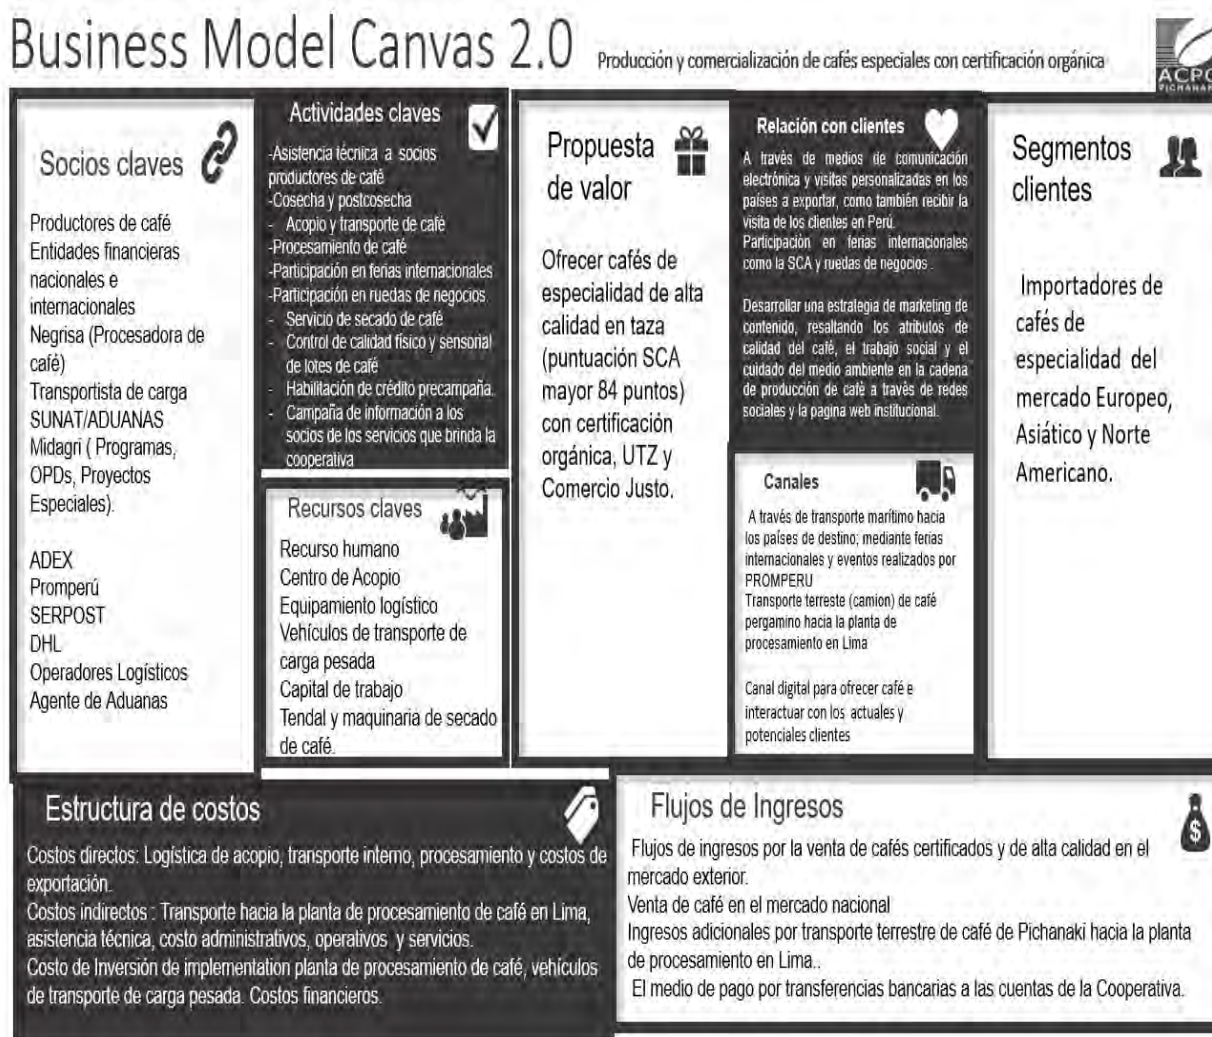 Business Model Canvas 2.0
Producción y comercialización de cafés especiales con certificación orgánica
ACPC
PICHANAKI
Socios claves
Productores de café
Entidades financieras
nacionales e
internacionales
Negrisa (Procesadora de
café)
Transportista de carga
SUNAT/ADUANAS
Midagri ( Programas,
OPDs, Proyectos
Especiales).
ADEX
Promperú
SERPOST
DHL
Operadores Logísticos
Agente de Aduanas
Actividades claves
-Asistencia técnica a socios
productores de café
-Cosecha y postcosecha
- Acopio y transporte de café
-Procesamiento de café
-Participación en ferias internacionales
-Participación en ruedas de negocios.
- Servicio de secado de café
- Control de calidad físico y sensorial
de lotes de café
- Habilitación de crédito precampaña.
- Campaña de información a los
socios de los servicios que brinda la
cooperativa
Recursos claves
Recurso humano
Centro de Acopio
Equipamiento logístico
Vehículos de transporte de
carga pesada
Capital de trabajo
Tendal y maquinaria de secado
de café.
Propuesta
de valor
Ofrecer cafés de
especialidad de alta
calidad en taza
(puntuación SCA
mayor 84 puntos)
con certificación
orgánica, UTZ y
Comercio Justo.
Relación con clientes
A través de medios de comunicación
electrónica y visitas personalizadas en los
países a exportar, como también recibir la
visita de los clientes en Perú.
Participación en ferias internacionales
como la SCA y ruedas de negocios .
Desarrollar una estrategia de marketing de
contenido, resaltando los atributos de
calidad del café, el trabajo social y el
cuidado del medio ambiente en la cadena
de producción de café a través de redes
sociales y la pagina web institucional.
Canales
A través de transporte marítimo hacia
los países de destino; mediante ferias
internacionales y eventos realizados por
PROMPERU
Transporte terreste (camion) de café
pergamino hacia la planta de
procesamiento en Lima
Canal digital para ofrecer café e
interactuar con los actuales y
potenciales clientes
Segmentos
clientes
Importadores de
cafés de
especialidad del
mercado Europeo,
Asiático y Norte
Americano.
Estructura de costos
Costos directos: Logística de acopio, transporte interno, procesamiento y costos de
exportación.
Costos indirectos : Transporte hacia la planta de procesamiento de café en Lima,
asistencia técnica, costo administrativos, operativos y servicios.
Costo de Inversión de implementation planta de procesamiento de café, vehículos
de transporte de carga pesada. Costos financieros.
Flujos de Ingresos
$
Flujos de ingresos por la venta de cafés certificados y de alta calidad en el
mercado exterior.
Venta de café en el mercado nacional
Ingresos adicionales por transporte terrestre de café de Pichanaki hacia la planta
de procesamiento en Lima..
El medio de pago por transferencias bancarias a las cuentas de la Cooperativa.